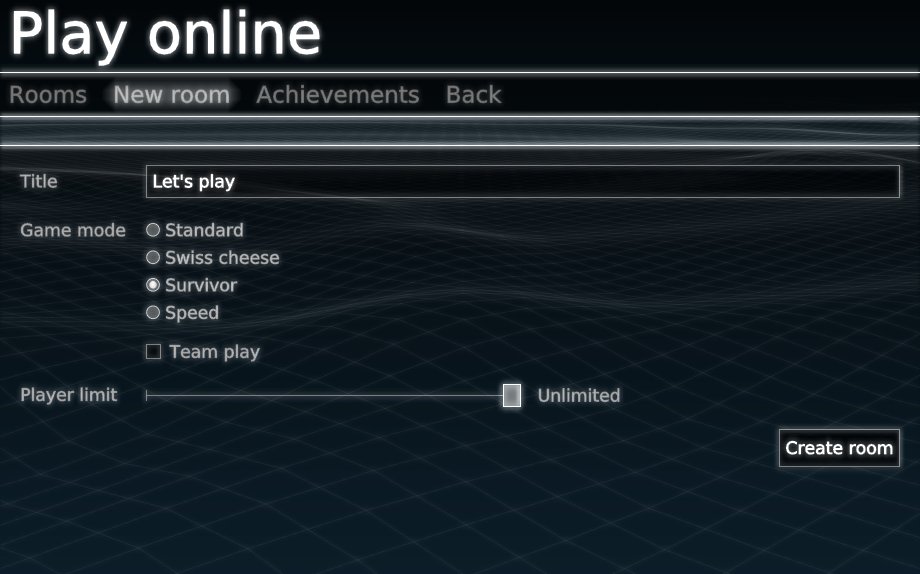 Play online
Rooms New room Achievements Back
Title Let's play
Game mode Standard
Swiss cheese
Survivor
Speed
Team play
Player limit Unlimited
Create room